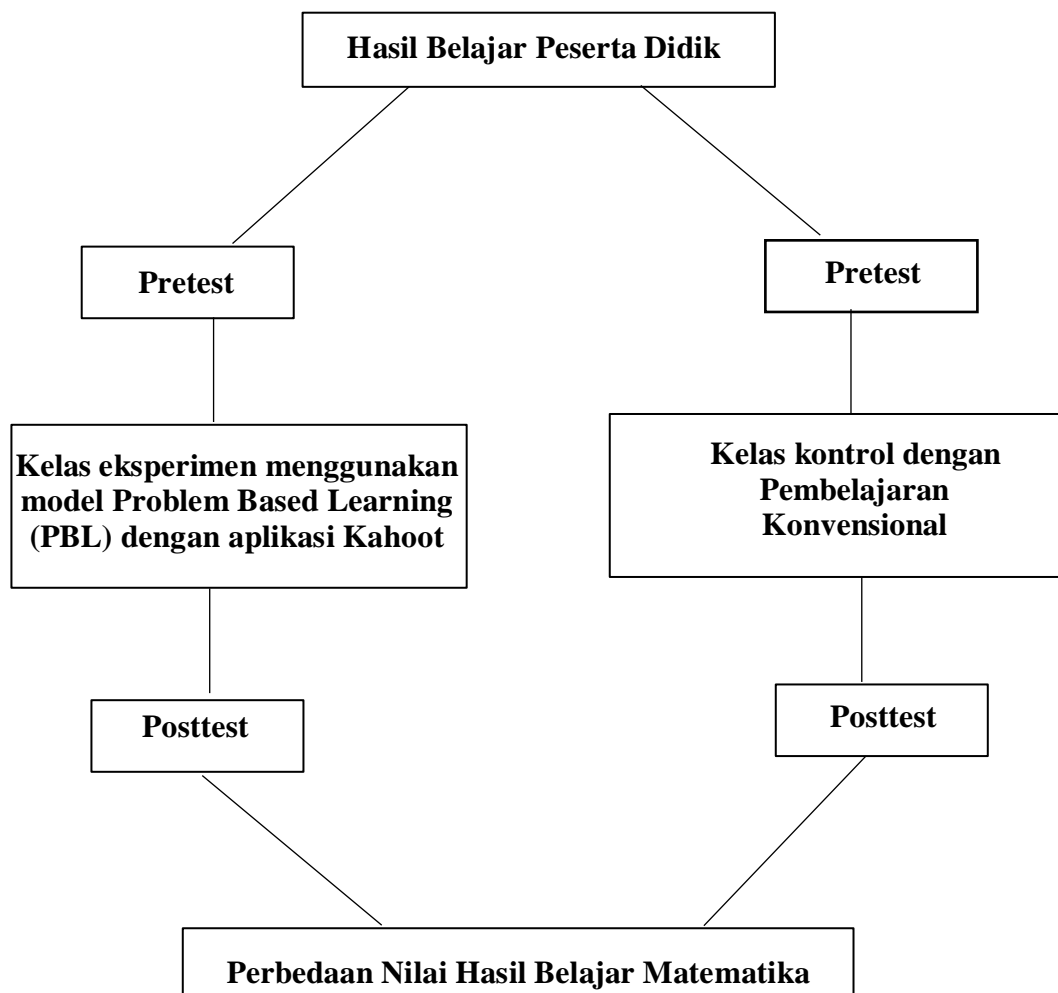 Hasil Belajar Peserta Didik
Pretest
Pretest
Kelas eksperimen menggunakan
model Problem Based Learning
(PBL) dengan aplikasi Kahoot
Kelas kontrol dengan
Pembelajaran
Konvensional
Posttest
Posttest
Perbedaan Nilai Hasil Belajar Matematika